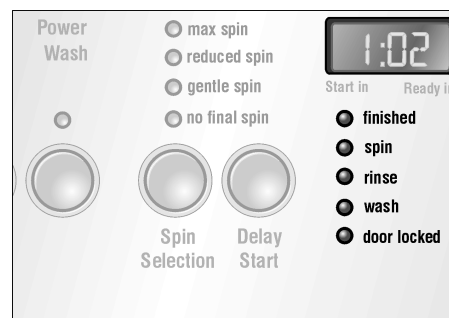 Power
Wash
max spin
reduced spin
gentle spin
no final spin
Spin
Selection
Delay
Start
1:02
Start in
Ready in
finished
spin
rinse
wash
door locked